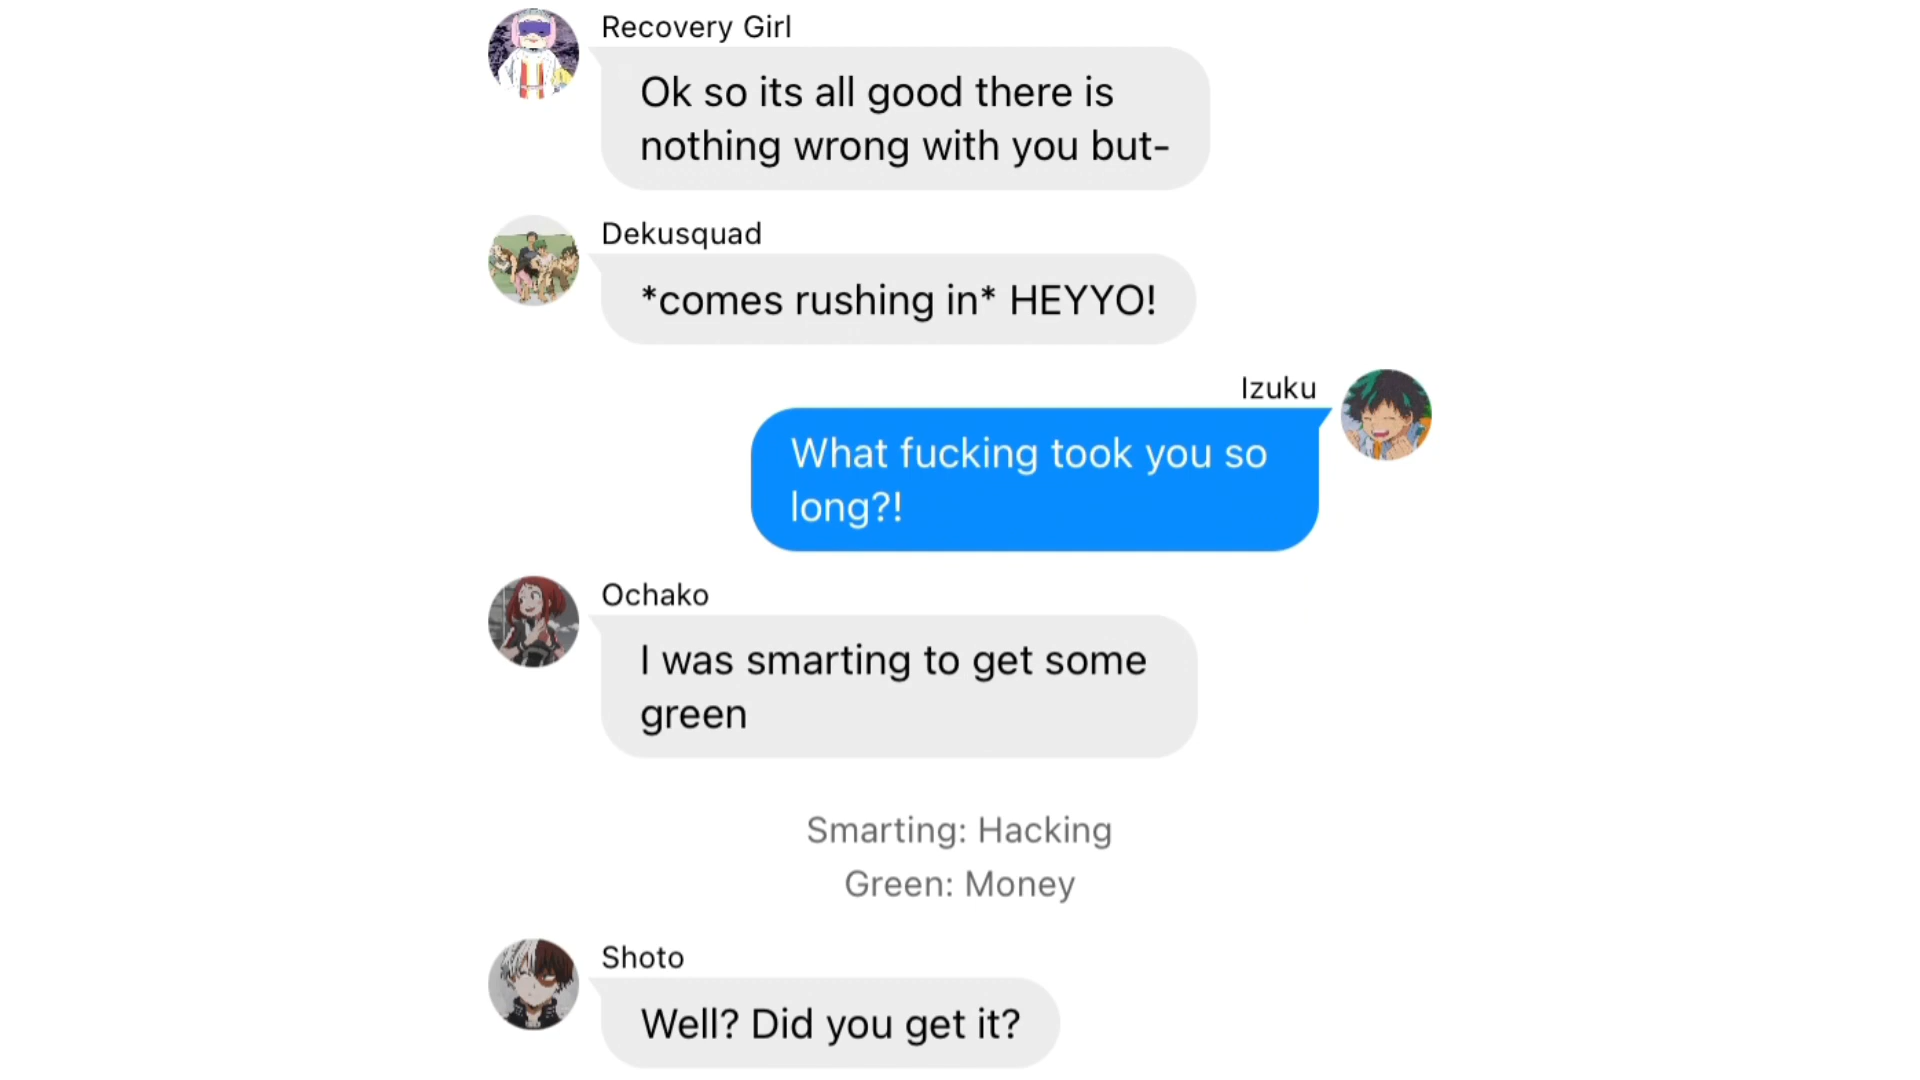 Recovery Girl
Ok so its all good there is
nothing wrong with you but-
Dekusquad
*comes rushing in* HEYYO!
Izuku
What fucking took you so
long?!
Ochako
I was smarting to get some
green
Smarting: Hacking
Green: Money
Shoto
Well? Did you get it?